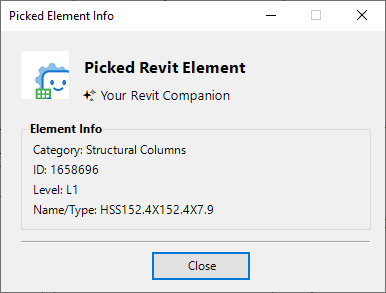 Picked Element Info
Picked Revit Element
✨ Your Revit Companion
Element Info
Category: Structural Columns
ID: 1658696
Level: L1
Name/Type: HSS152.4X152.4X7.9
Close